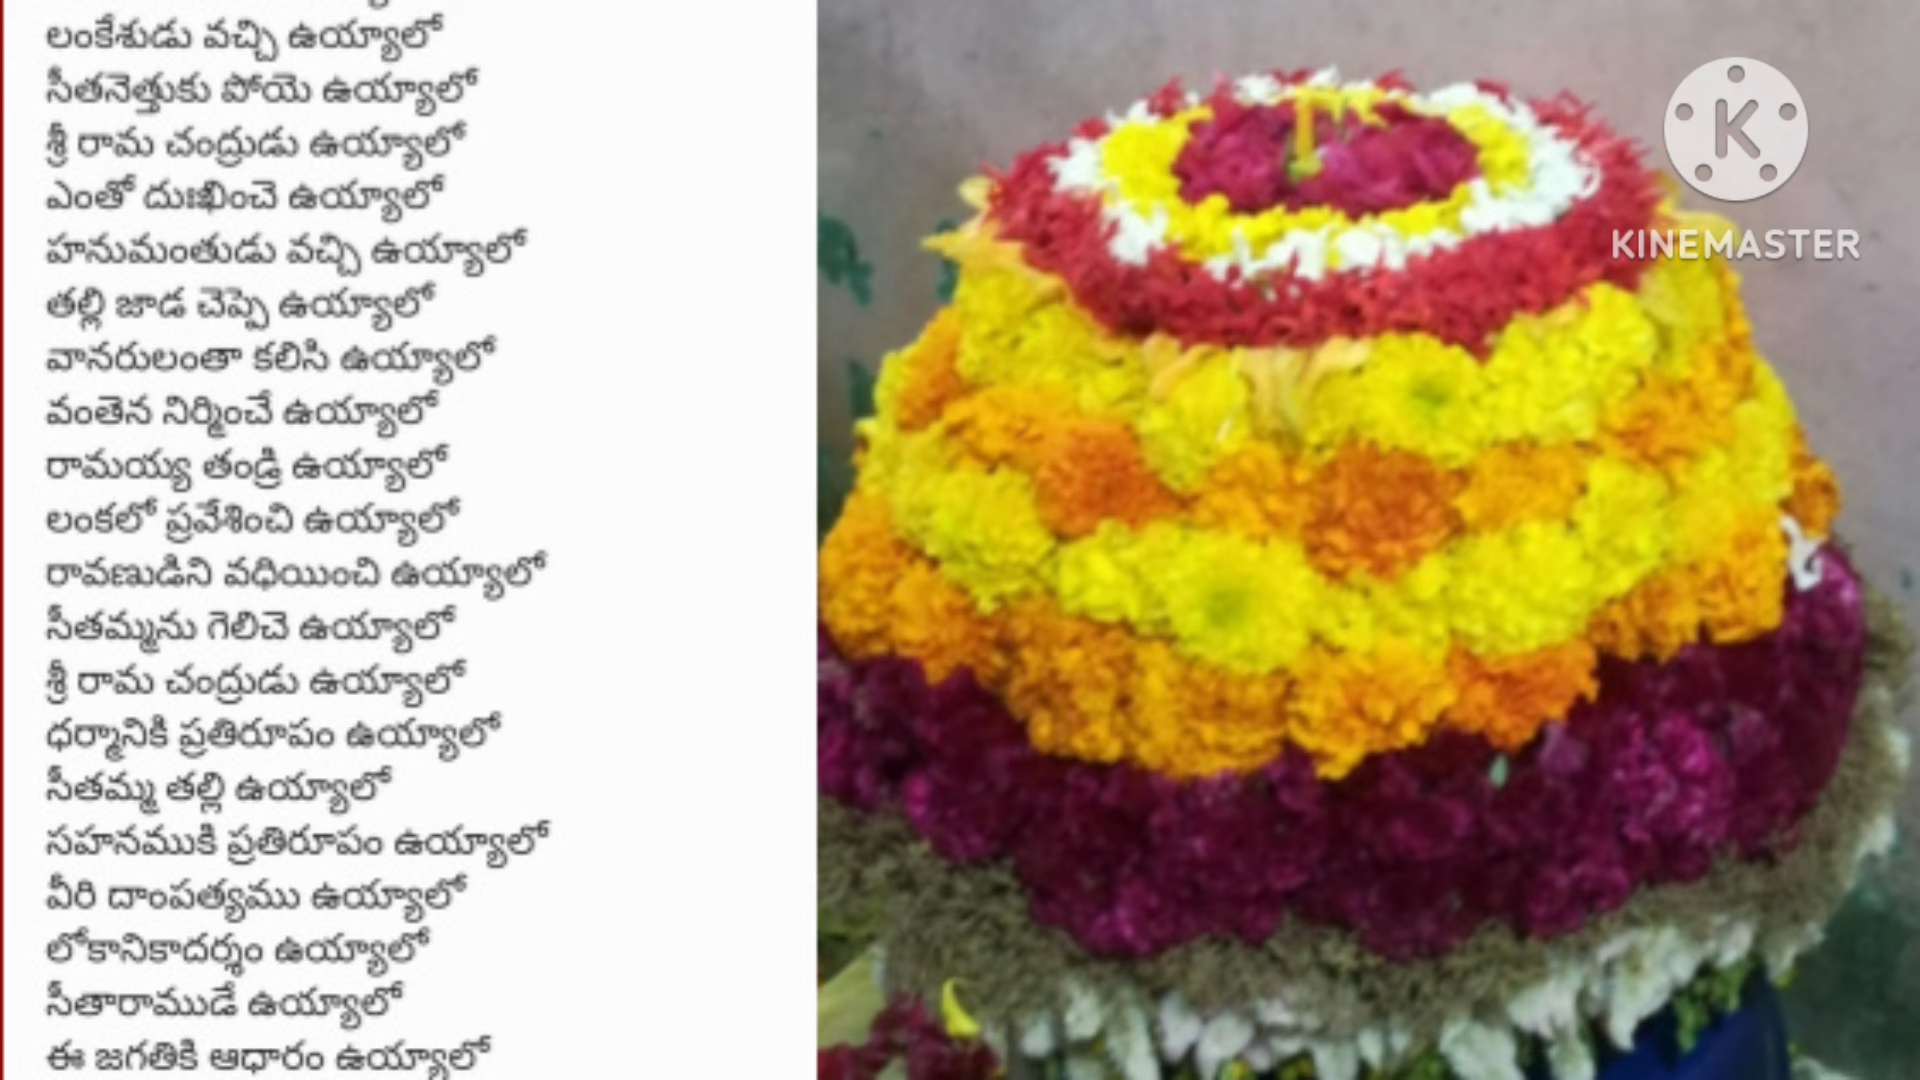 లంకేశుడు వచ్చి ఉయ్యాలో
సీతనెత్తుకు పోయె ఉయ్యాలో
శ్రీ రామ చంద్రుడు ఉయ్యాలో
ఎంతో దుఃఖించె ఉయ్యాలో
హనుమంతుడు వచ్చి ఉయ్యాలో
తల్లి జాడ చెప్పె ఉయ్యాలో
వానరులంతా కలిసి ఉయ్యాలో
వంతెన నిర్మించే ఉయ్యాలో
రామయ్య తండ్రి ఉయ్యాలో
లంకలో ప్రవేశించి ఉయ్యాలో
రావణుడిని వధియించి ఉయ్యాలో
సీతమ్మను గెలిచె ఉయ్యాలో
శ్రీ రామ చంద్రుడు ఉయ్యాలో
ధర్మానికి ప్రతిరూపం ఉయ్యాలో
సీతమ్మ తల్లి ఉయ్యాలో
సహనముకి ప్రతిరూపం ఉయ్యాలో
వీరి దాంపత్యము ఉయ్యాలో
లోకానికాదర్శం ఉయ్యాలో
సీతారాముడే ఉయ్యాలో
ఈ జగతికి ఆధారం ఉయ్యాలో
K
KINEMASTER